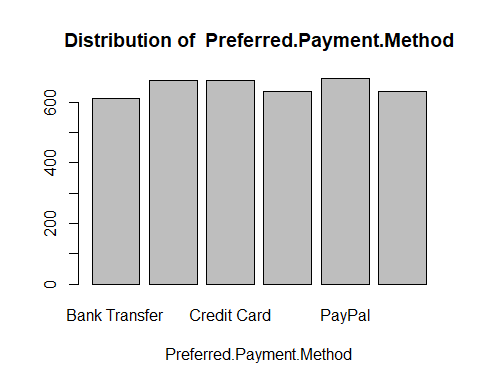 Distribution of  Preferred.Payment.Method
600
400
200
0
Bank Transfer Credit Card PayPal
Preferred.Payment.Method